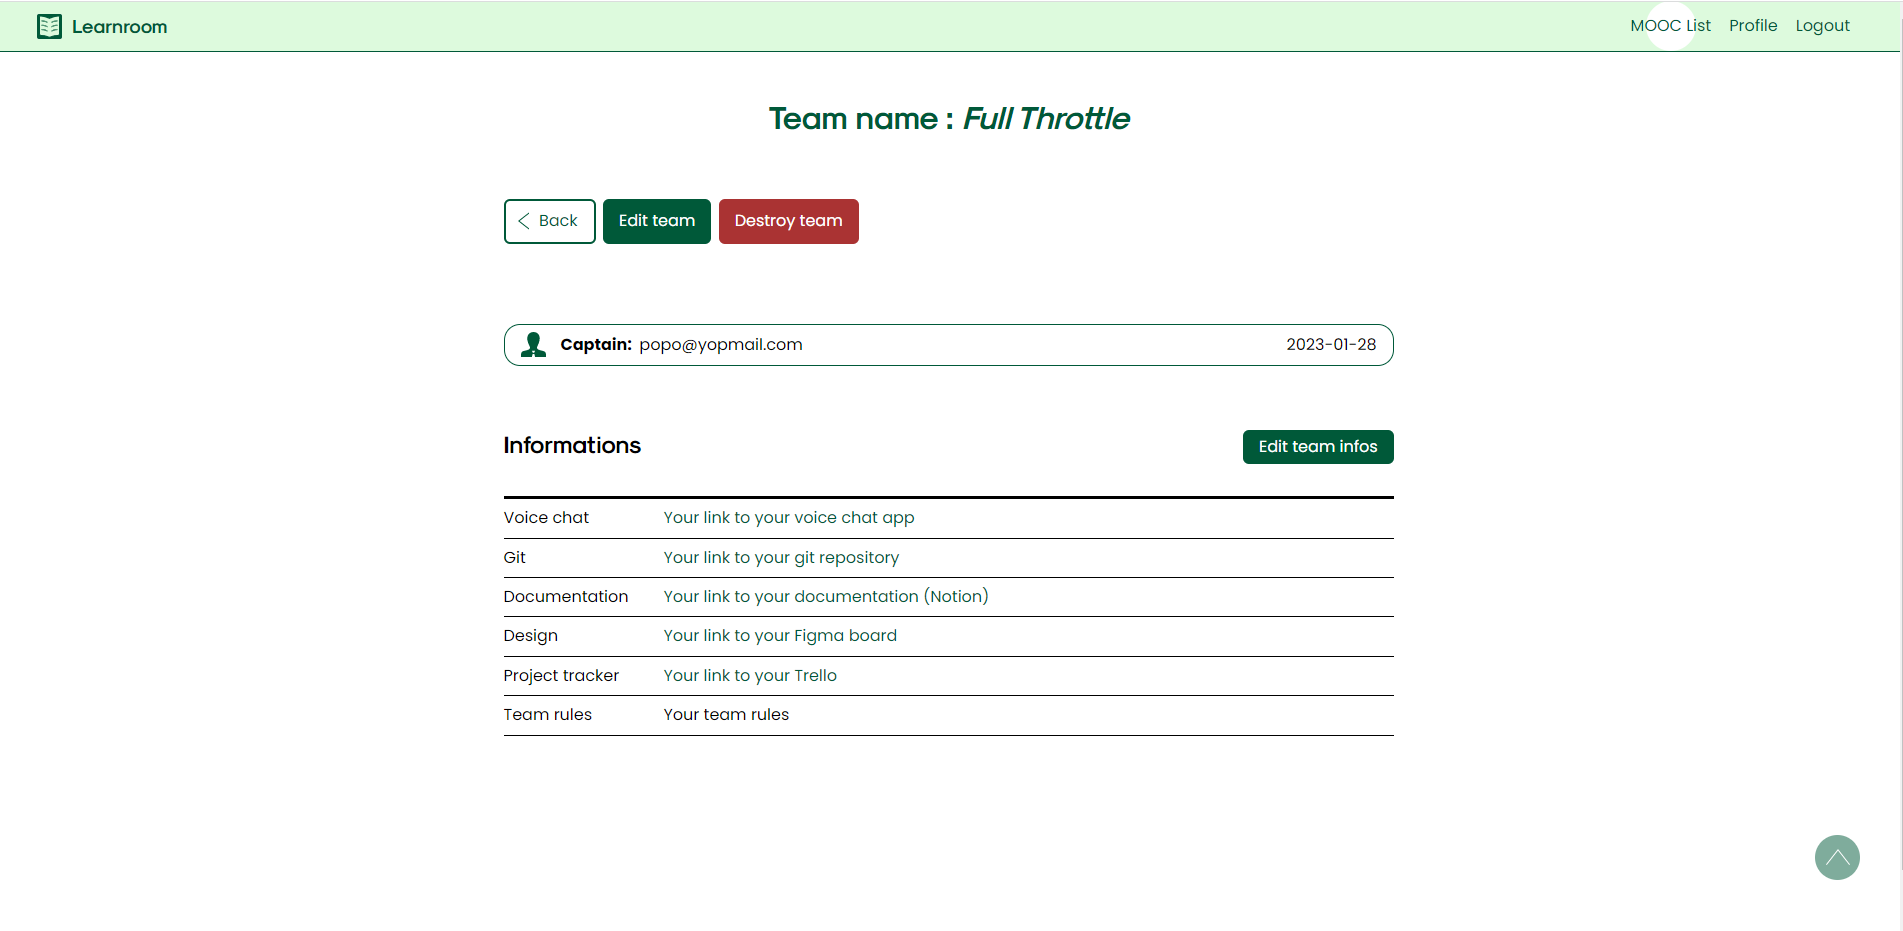 Learnroom
MOOC List Profile Logout
Team name : Full Throttle
Back Edit team Destroy team
Captain: popo@yopmail.com 2023-01-28
Informations Edit team infos
Voice chat Your link to your voice chat app
Git Your link to your git repository
Documentation Your link to your documentation (Notion)
Design Your link to your Figma board
Project tracker Your link to your Trello
Team rules Your team rules